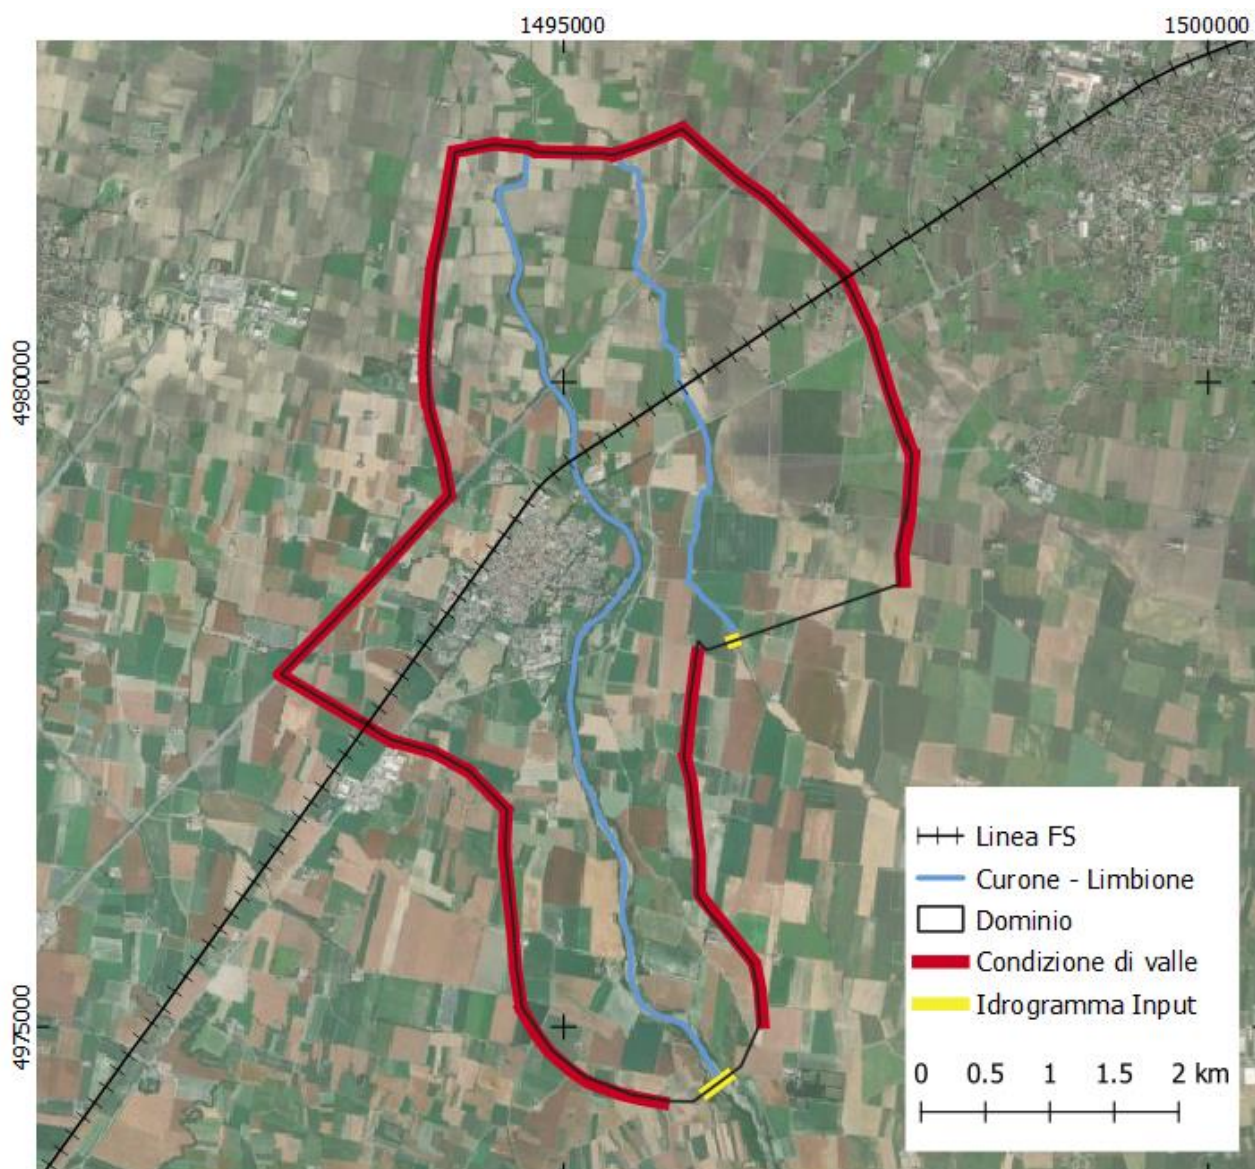 1495000
1500000
4980000
4975000
Linea FS
Curone - Limbione
Dominio
Condizione di valle
Idrogramma Input
0 0.5 1 1.5 2 km